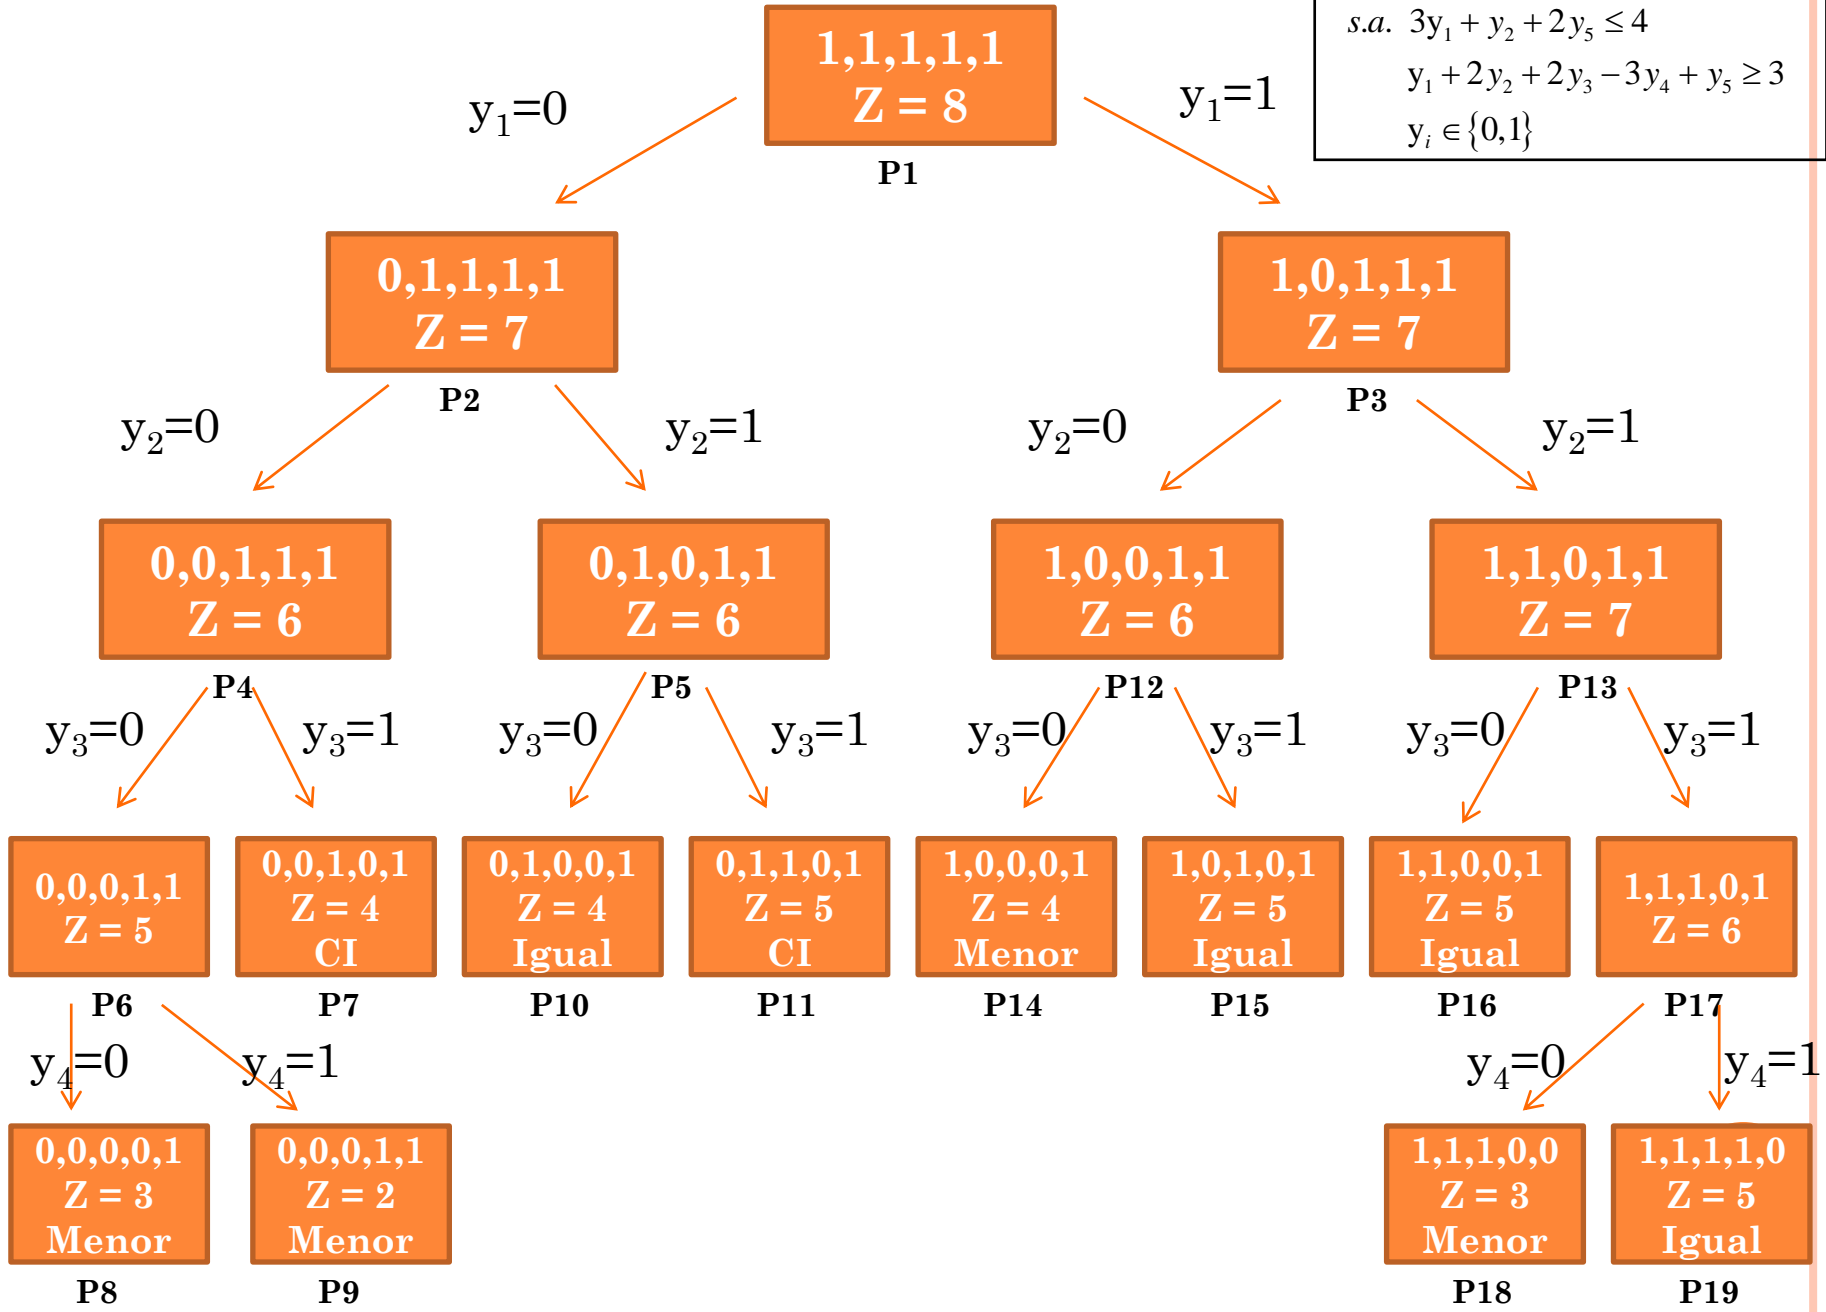 s.a. 3y₁ + y₂ + 2y₅ ≤ 4
y₁ + 2y₂ + 2y₃ − 3y₄ + y₅ ≥ 3
yᵢ ∈ {0,1}
1,1,1,1,1
Z = 8
P1
y₁=0
y₁=1
0,1,1,1,1
Z = 7
P2
1,0,1,1,1
Z = 7
P3
y₂=0
y₂=1
y₂=0
y₂=1
0,0,1,1,1
Z = 6
P4
0,1,0,1,1
Z = 6
P5
1,0,0,1,1
Z = 6
P12
1,1,0,1,1
Z = 7
P13
y₃=0
y₃=1
y₃=0
y₃=1
y₃=0
y₃=1
y₃=0
y₃=1
0,0,0,1,1
Z = 5
P6
0,0,1,0,1
Z = 4
CI
P7
0,1,0,0,1
Z = 4
Igual
P10
0,1,1,0,1
Z = 5
CI
P11
1,0,0,0,1
Z = 4
Menor
P14
1,0,1,0,1
Z = 5
Igual
P15
1,1,0,0,1
Z = 5
Igual
P16
1,1,1,0,1
Z = 6
P17
y₄=0
y₄=1
y₄=0
y₄=1
0,0,0,0,1
Z = 3
Menor
P8
0,0,0,1,1
Z = 2
Menor
P9
1,1,1,0,0
Z = 3
Menor
P18
1,1,1,1,0
Z = 5
Igual
P19